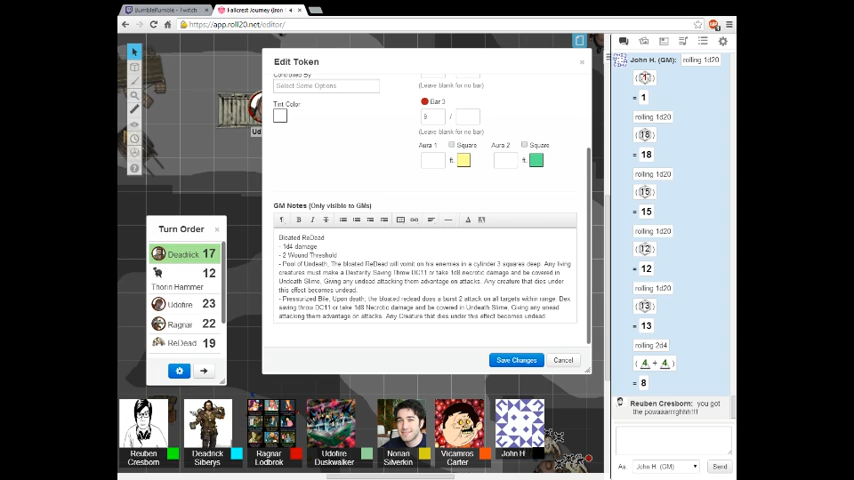 BumbleRumble - Twitch
Fallcrest Journey (Iron
https://app.roll20.net/editor/
Edit Token
Controlled By
Select Some Options
(Leave blank for no bar)
Tint Color
Bar 3
9 /
(Leave blank for no bar)
Aura 1 Square Aura 2 Square
ft. ft.
GM Notes (Only visible to GMs)
Bloated ReDead
- 1d4 damage
- 2 Wound Threshold
- Pool of Undeath, The bloated ReDead will vomit on his enemies in a cylinder 3 squares deep. Any living
creatures must make a Dexterity Saving Throw DC11 or take 1d8 necrotic damage and be covered in
Undeath Slime, Giving any undead attacking them advantage on attacks. Any creature that dies under
this effect becomes undead.
- Pressurized Bile, Upon death, the bloated redead does a burst 2 attack on all targets within range. Dex
saving throw DC11 or take 1d8 Necrotic damage and be covered in Undeath Slime, Giving any undead
attacking them advantage on attacks. Any Creature that dies under this effect becomes undead
Save Changes
Cancel
Turn Order
Deadrick 17
12
Thorin Hammer
Udofire 23
Ragnar 22
ReDead 19
Ud
Reuben
Cresborn
Deadrick
Siberys
Ragnar
Lodbrok
Udofire
Duskwalker
Norian
Silverkin
Vicamros
Carter
John H
John H. (GM):
rolling 1d20
1
= 1
rolling 1d20
18
= 18
rolling 1d20
15
= 15
rolling 1d20
12
= 12
rolling 1d20
13
= 13
rolling 2d4
( 4 + 4 )
= 8
Reuben Cresborn: you got
the powaaarrrghhhr!!!
As: John H. (GM)
Send